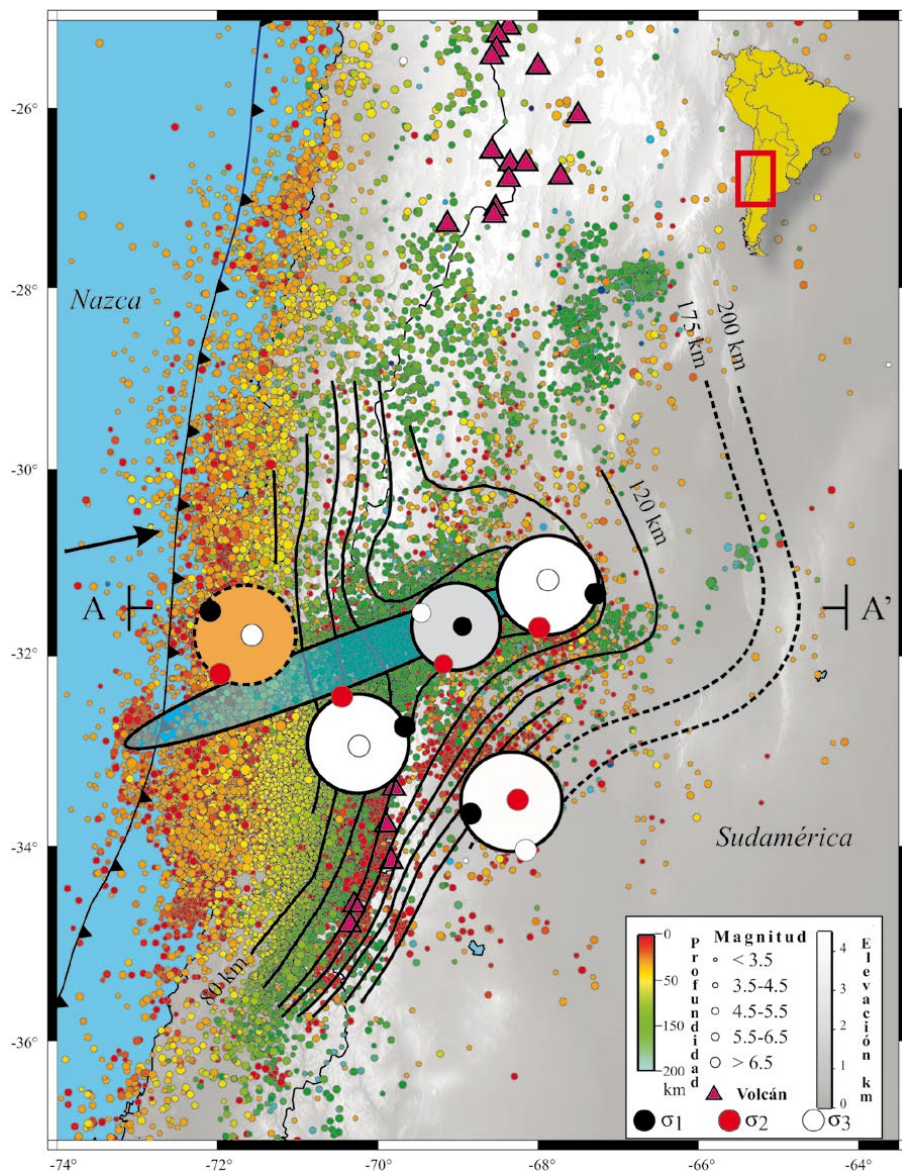 -26°
-28°
-30°
-32°
-34°
-36°
-74°
-72°
-70°
-68°
-66°
-64°
Nazca
175 km
200 km
120 km
A
A'
Sudamérica
80 km
0
50
100
150
200
km
Profundidad
Magnitud
< 3.5
3.5-4.5
4.5-5.5
5.5-6.5
> 6.5
Volcán
4
3
2
1
0
Elevación km
σ1
σ2
σ3